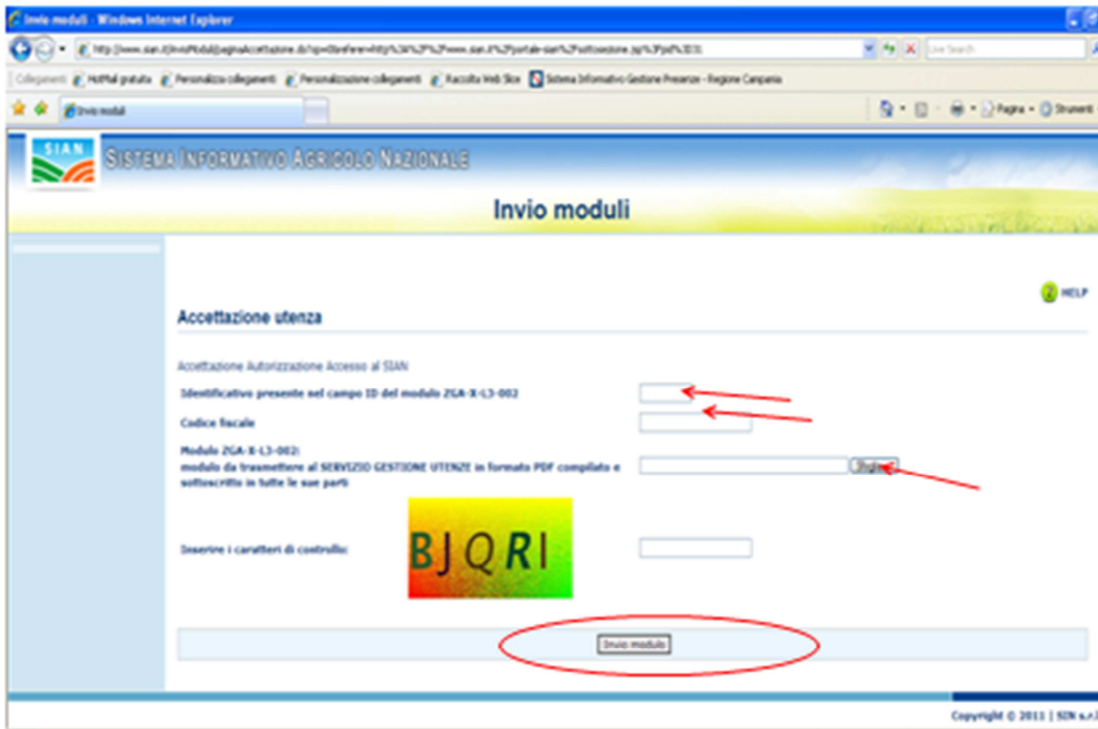 Invio moduli - Windows Internet Explorer
Live Search
Collegamenti HotMail gratuita Personalizza collegamenti Personalizzazione collegamenti Raccolta Web Slice Sistema Informativo Gestione Presenze - Regione Campania
Invio moduli
Pagina Strumenti
SIAN
SISTEMA INFORMATIVO AGRICOLO NAZIONALE
Invio moduli
HELP
Accettazione utenza
Accettazione Autorizzazione Accesso al SIAN
Identificativo presente nel campo ID del modulo ZGA-X-L3-002
Codice fiscale
Modulo ZGA-X-L3-002:
modulo da trasmettere al SERVIZIO GESTIONE UTENZE in formato PDF compilato e
sottoscritto in tutte le sue parti
Inserire i caratteri di controllo:
BJQRI
Invio modulo
Copyright © 2011 | SIN s.r.l